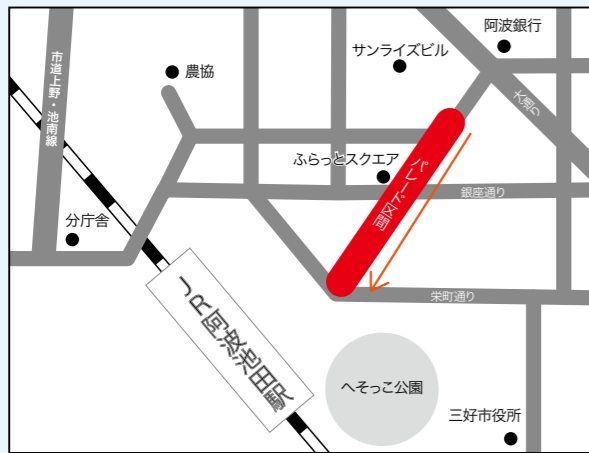 阿波銀行
サンライズビル
農協
市道上野・池南線
大通り
ふらっとスクエア
パレード区間
銀座通り
分庁舎
栄町通り
JR阿波池田駅
へそっこ公園
三好市役所